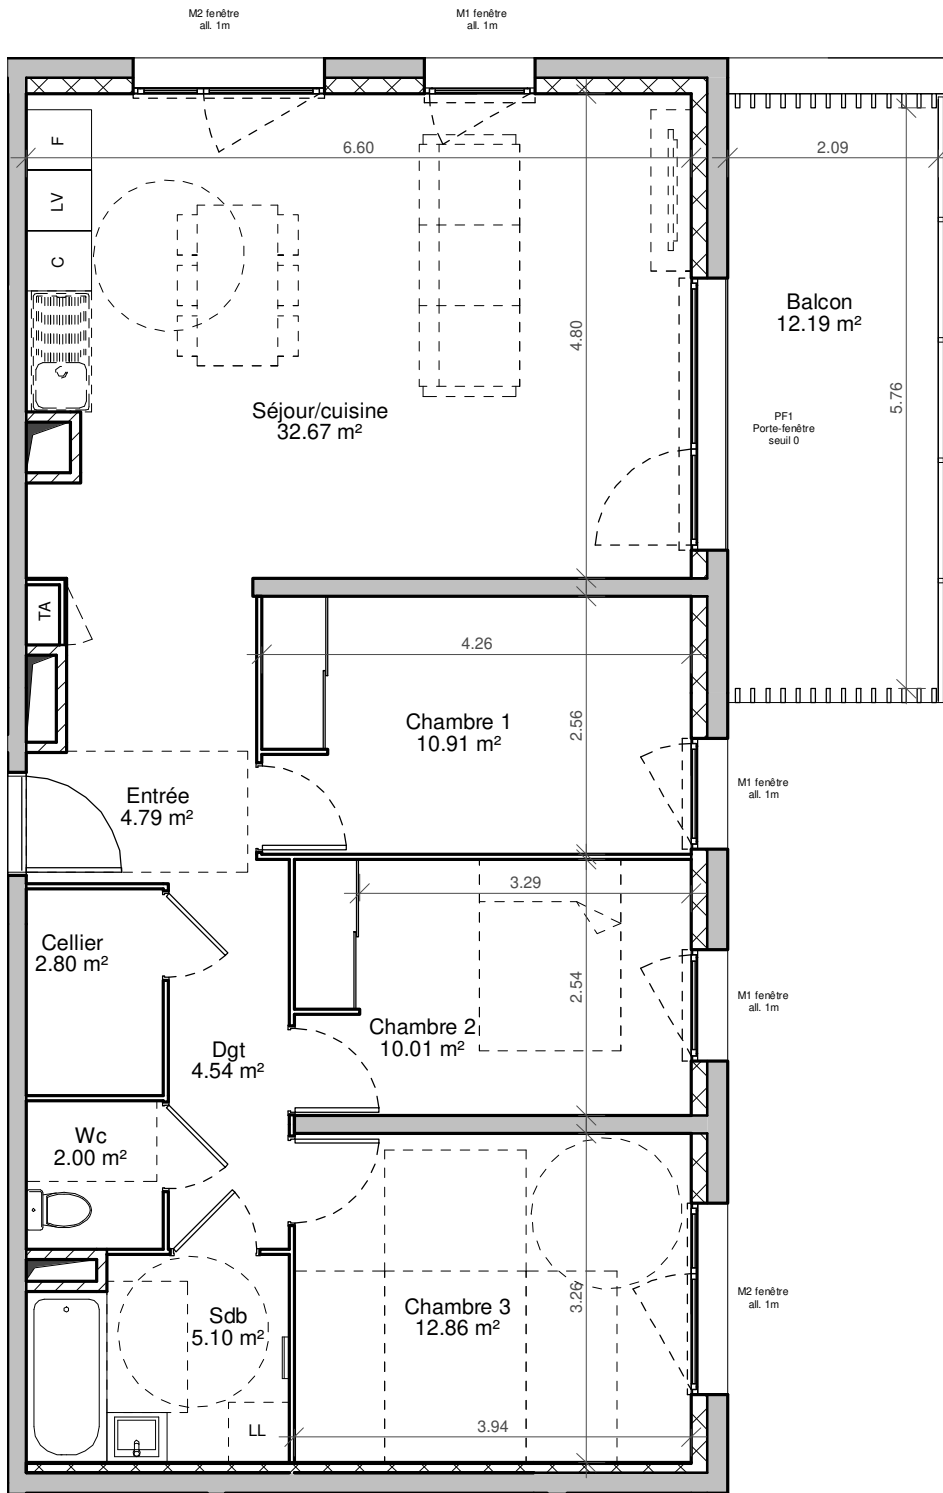 M2 fenêtre
all. 1m
M1 fenêtre
all. 1m
F
6.60
2.09
LV
C
Balcon
12.19 m²
4.80
5.76
Séjour/cuisine
32.67 m²
PF1
Porte-fenêtre
seuil 0
TA
4.26
Chambre 1
10.91 m²
2.56
M1 fenêtre
all. 1m
Entrée
4.79 m²
3.29
Cellier
2.80 m²
2.54
M1 fenêtre
all. 1m
Chambre 2
10.01 m²
Dgt
4.54 m²
Wc
2.00 m²
3.26
M2 fenêtre
all. 1m
Sdb
5.10 m²
Chambre 3
12.86 m²
LL
3.94